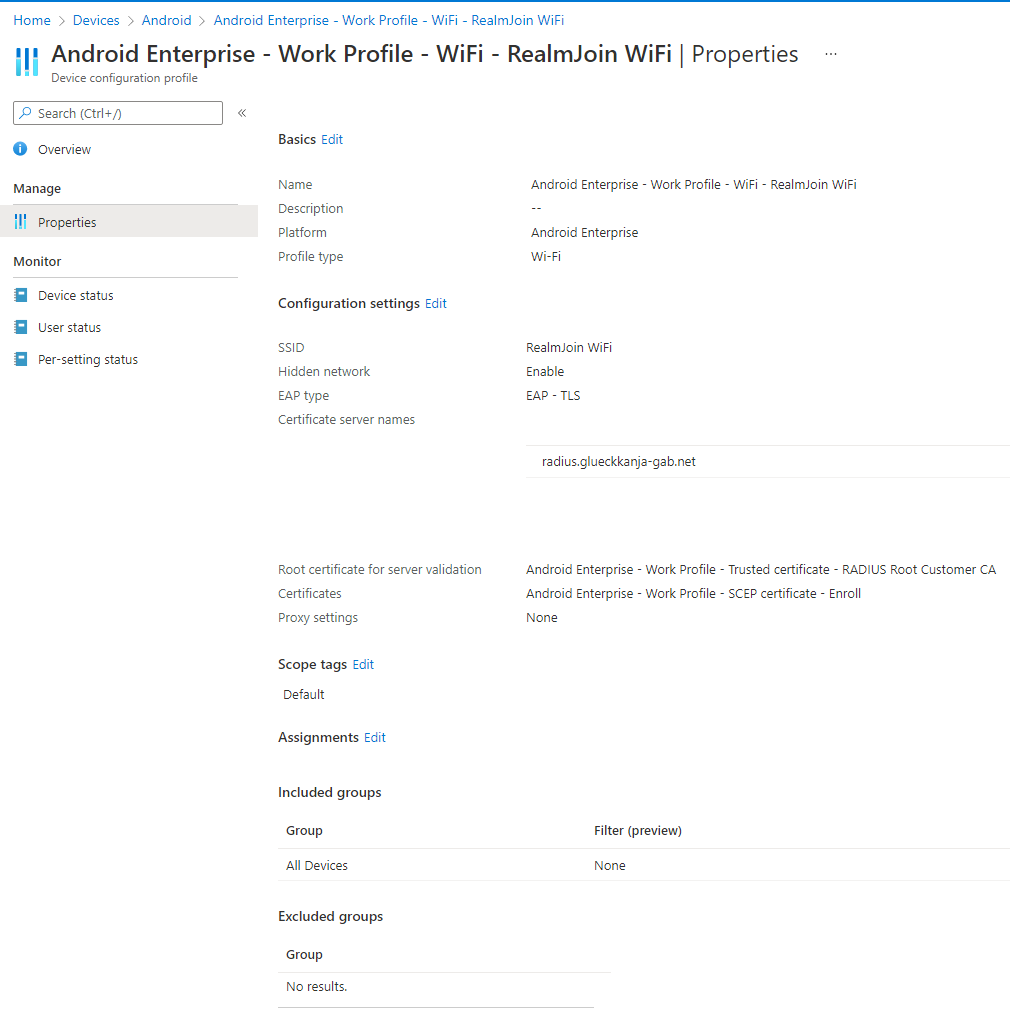 Home > Devices > Android > Android Enterprise - Work Profile - WiFi - RealmJoin WiFi
Android Enterprise - Work Profile - WiFi - RealmJoin WiFi | Properties ...
Device configuration profile
Search (Ctrl+/) «
Overview
Manage
Properties
Monitor
Device status
User status
Per-setting status
Basics Edit
Name Android Enterprise - Work Profile - WiFi - RealmJoin WiFi
Description --
Platform Android Enterprise
Profile type Wi-Fi
Configuration settings Edit
SSID RealmJoin WiFi
Hidden network Enable
EAP type EAP - TLS
Certificate server names
radius.glueckkanja-gab.net
Root certificate for server validation Android Enterprise - Work Profile - Trusted certificate - RADIUS Root Customer CA
Certificates Android Enterprise - Work Profile - SCEP certificate - Enroll
Proxy settings None
Scope tags Edit
Default
Assignments Edit
Included groups
Group Filter (preview)
All Devices None
Excluded groups
Group
No results.